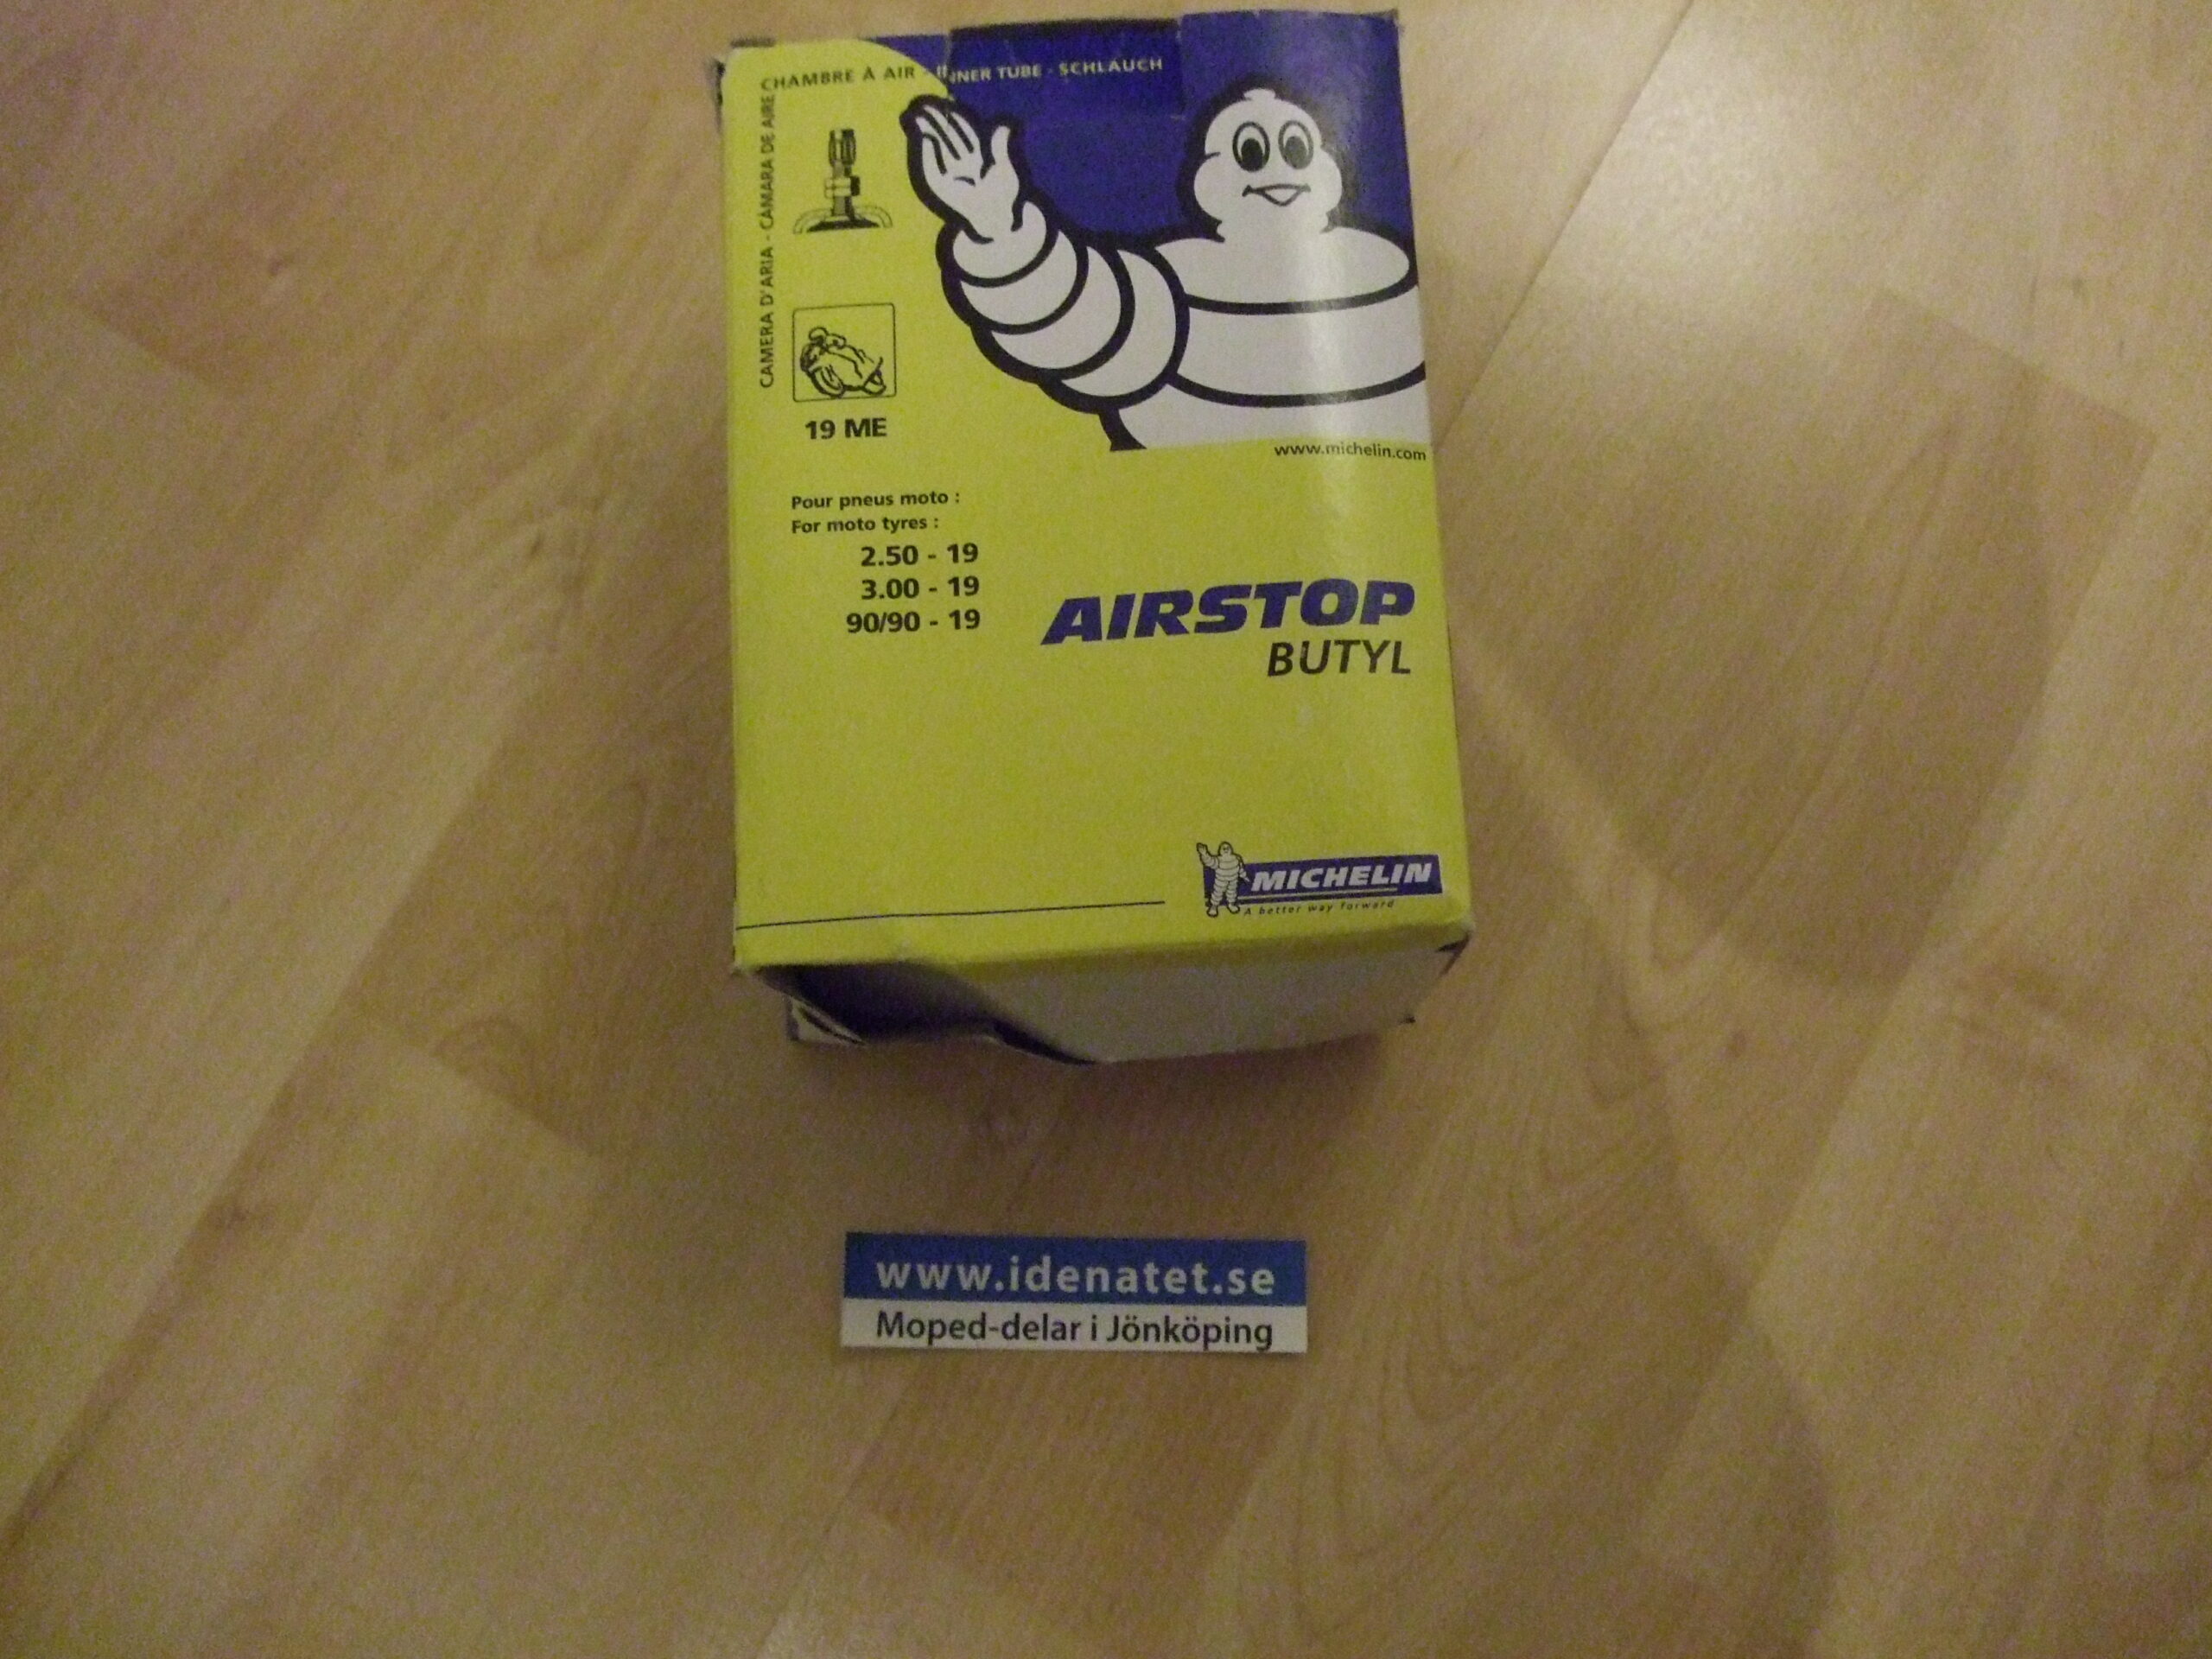 CHAMBRE À AIR - INNER TUBE - SCHLAUCH
CAMERA D'ARIA - CÁMARA DE AIRE
19 ME
www.michelin.com
Pour pneus moto :
For moto tyres :
2.50 - 19
3.00 - 19
90/90 - 19
AIRSTOP
BUTYL
MICHELIN
A better way forward
www.idenatet.se
Moped-delar i Jönköping